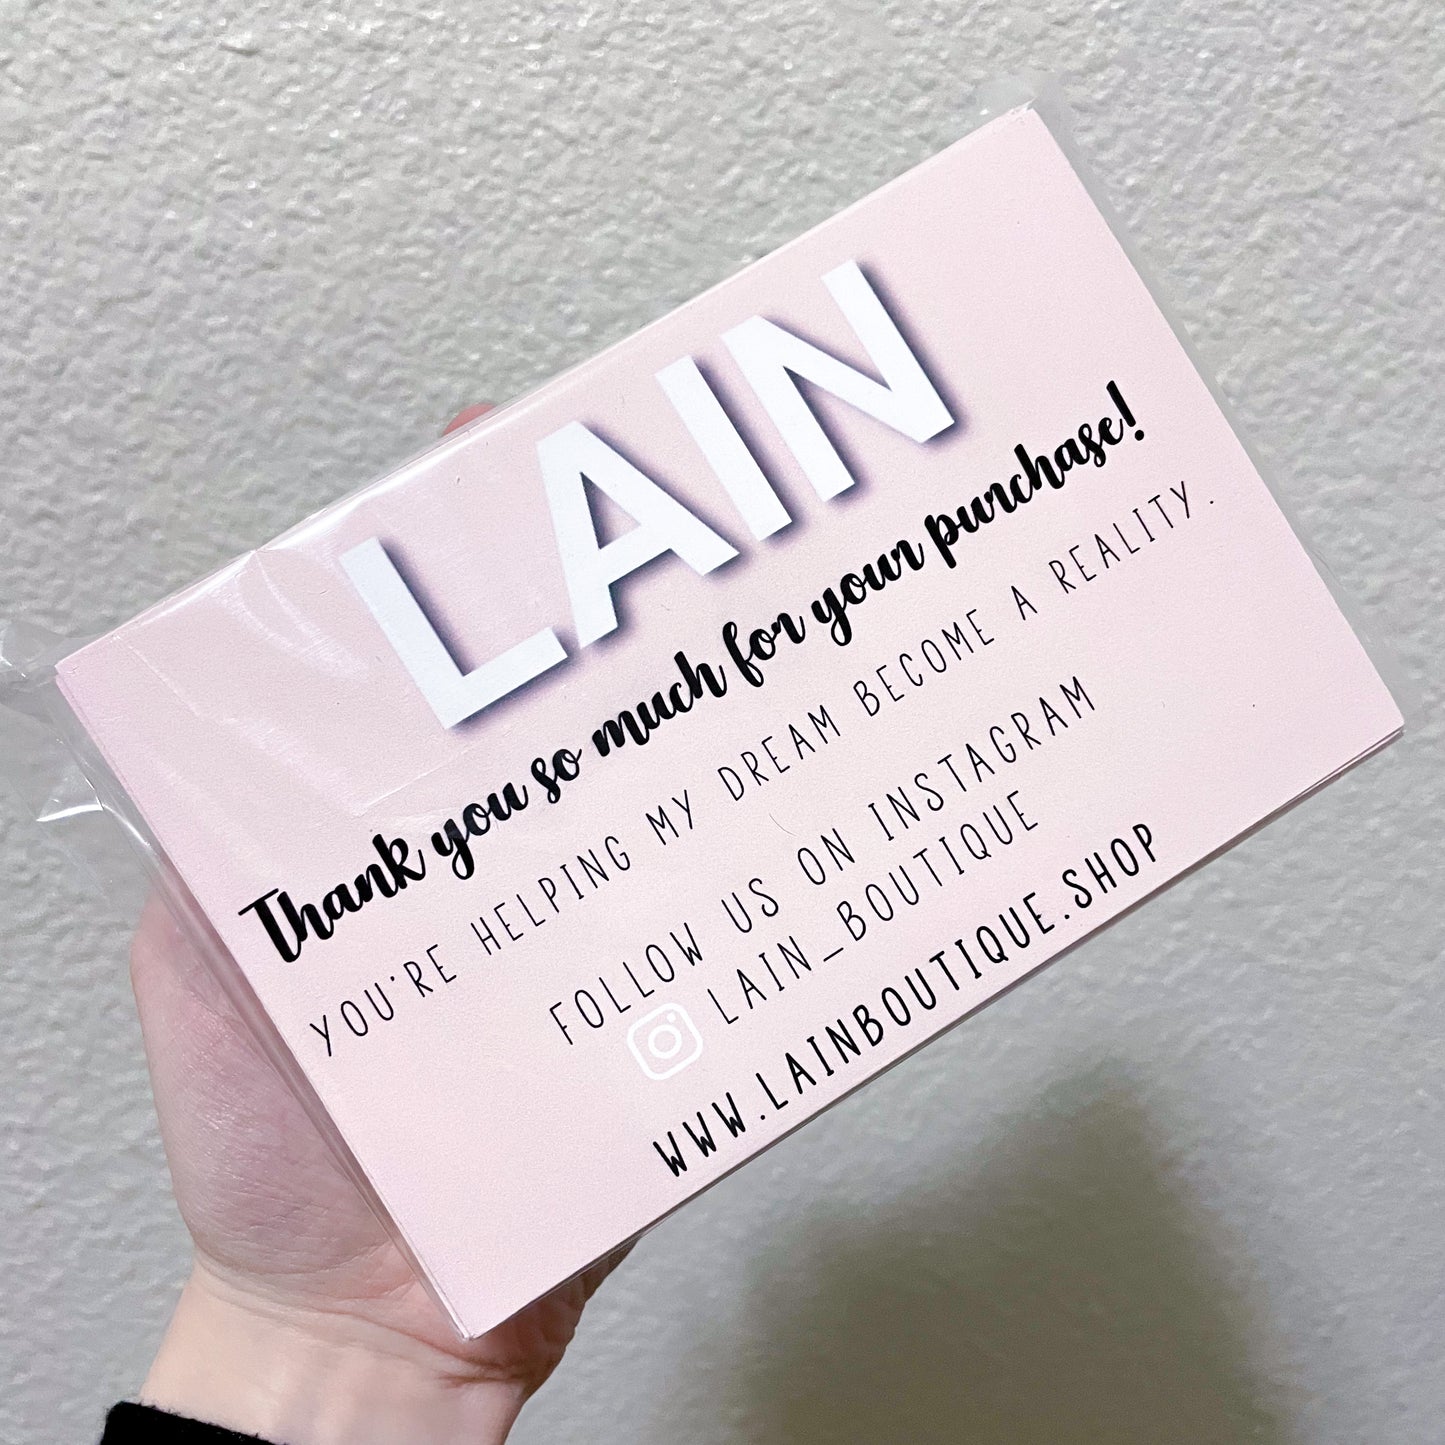 LAIN
Thank you so much for your purchase!
YOU'RE HELPING MY DREAM BECOME A REALITY.
FOLLOW US ON INSTAGRAM
LAIN_BOUTIQUE
WWW.LAINBOUTIQUE.SHOP